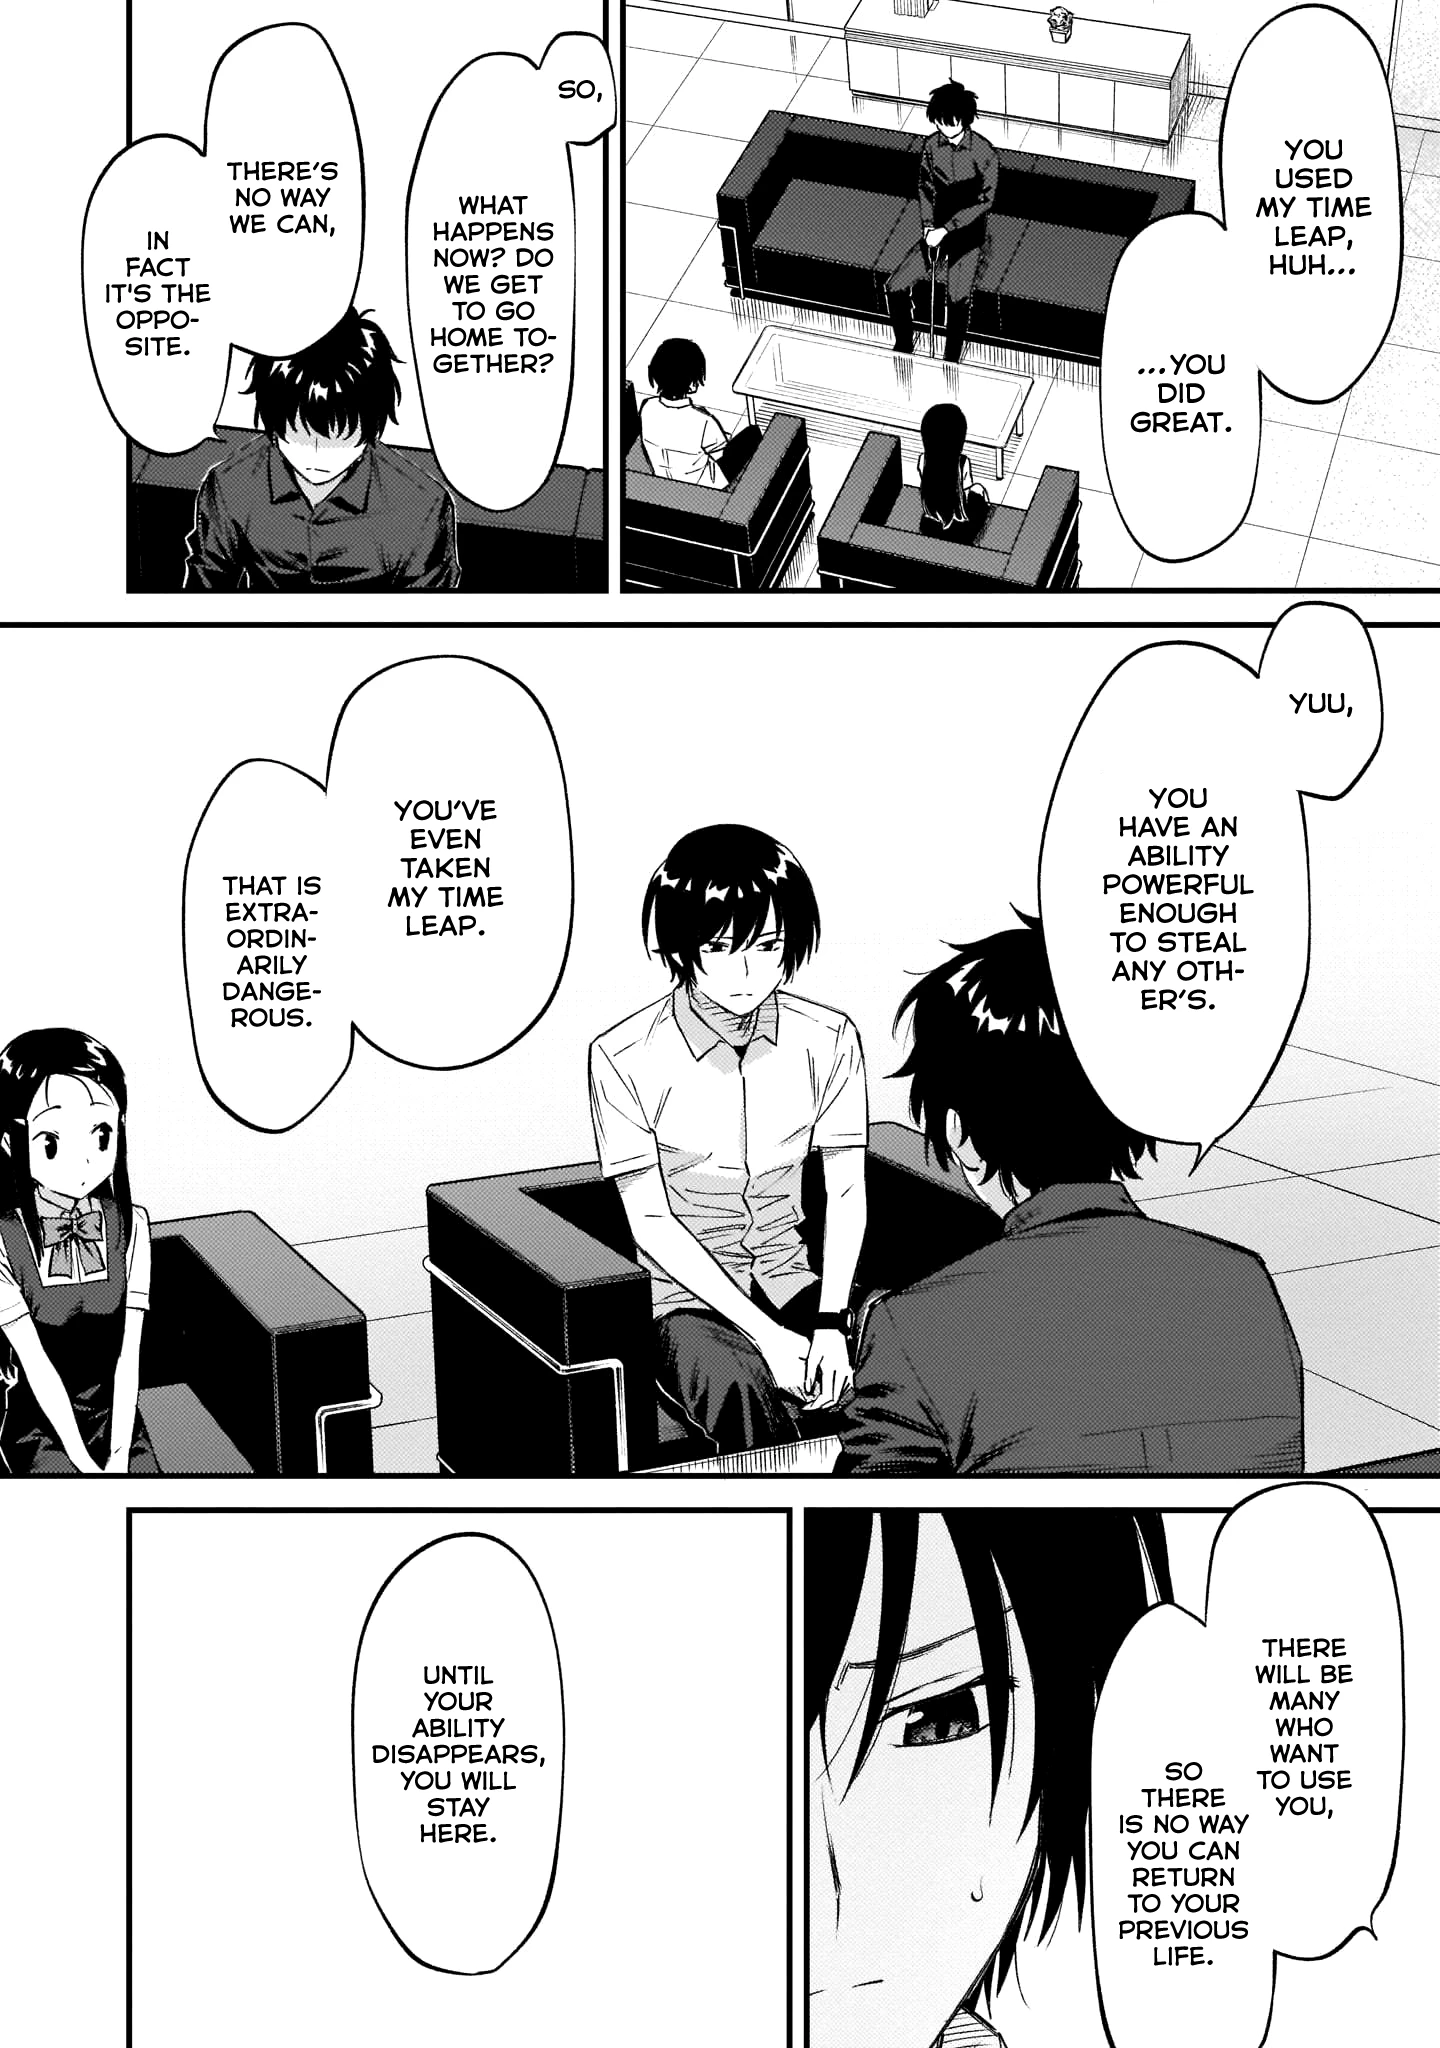 YOU
USED
MY TIME
LEAP,
HUH...
...YOU
DID
GREAT.
SO,
WHAT
HAPPENS
NOW? DO
WE GET
TO GO
HOME TO-
GETHER?
THERE'S
NO WAY
WE CAN,
IN
FACT
IT'S THE
OPPO-
SITE.
YUU,
YOU
HAVE AN
ABILITY
POWERFUL
ENOUGH
TO STEAL
ANY OTH-
ER'S.
YOU'VE
EVEN
TAKEN
MY TIME
LEAP.
THAT IS
EXTRA-
ORDIN-
ARILY
DANGE-
ROUS.
THERE
WILL BE
MANY
WHO
WANT
TO USE
YOU,
SO
THERE
IS NO WAY
YOU CAN
RETURN
TO YOUR
PREVIOUS
LIFE.
UNTIL
YOUR
ABILITY
DISAPPEARS,
YOU WILL
STAY
HERE.